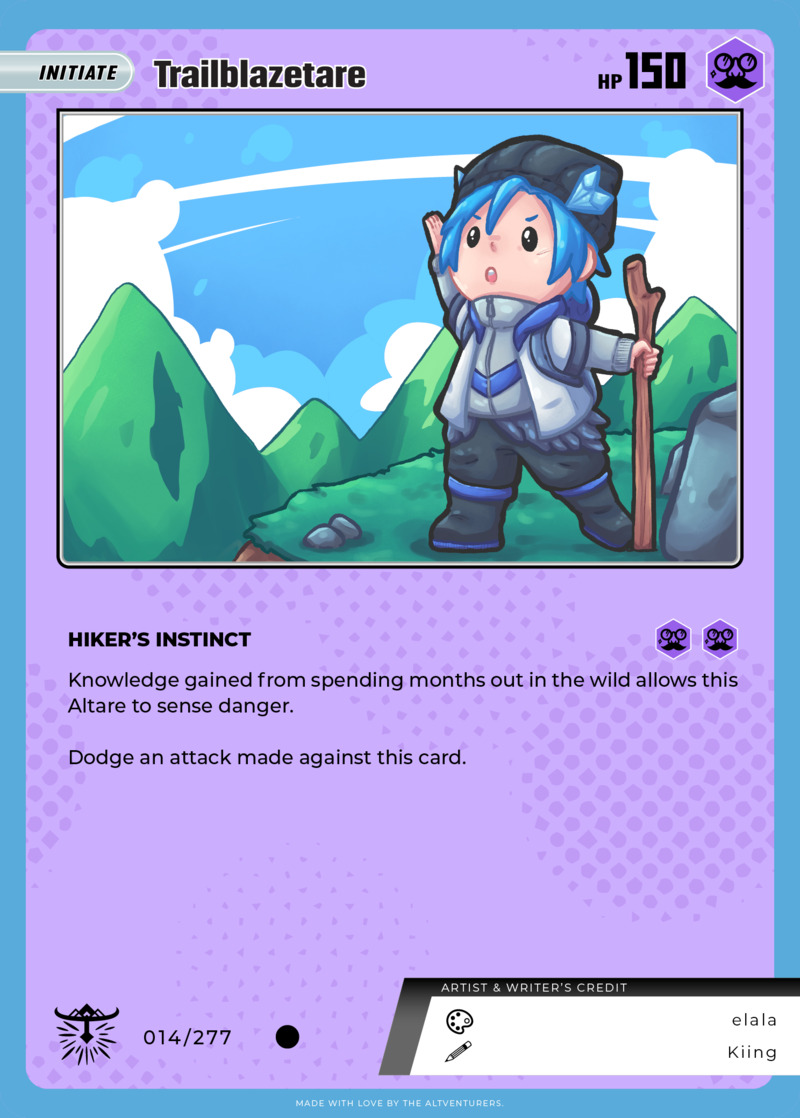 INITIATE
Trailblazetare
HP 150
HIKER'S INSTINCT
Knowledge gained from spending months out in the wild allows this
Altare to sense danger.
Dodge an attack made against this card.
ARTIST & WRITER'S CREDIT
elala
014/277
Kiing
MADE WITH LOVE BY THE ALTVENTURERS.